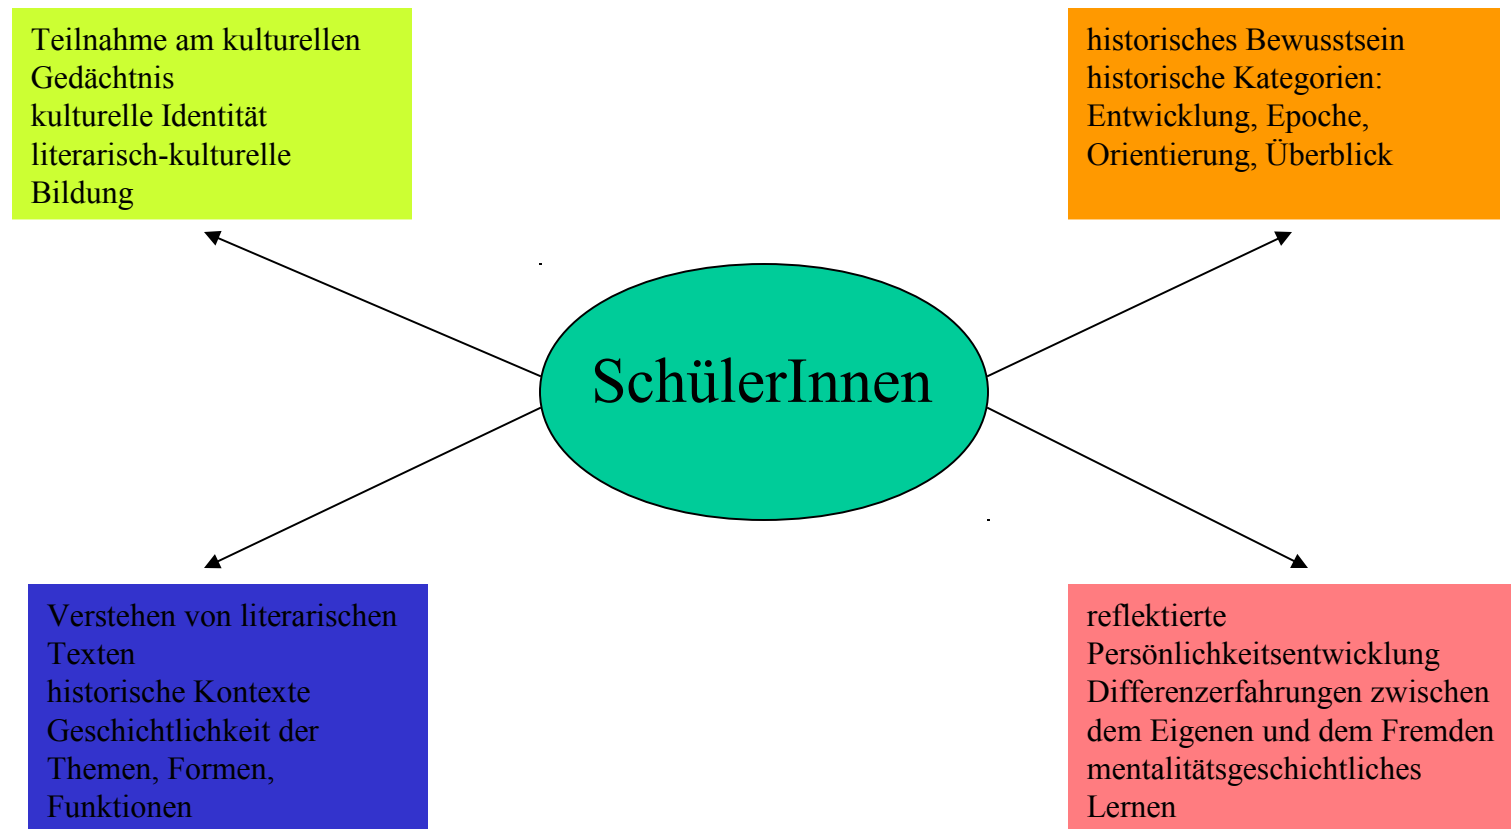 Teilnahme am kulturellen
Gedächtnis
kulturelle Identität
literarisch-kulturelle
Bildung
historisches Bewusstsein
historische Kategorien:
Entwicklung, Epoche,
Orientierung, Überblick
SchülerInnen
Verstehen von literarischen
Texten
historische Kontexte
Geschichtlichkeit der
Themen, Formen,
Funktionen
reflektierte
Persönlichkeitsentwicklung
Differenzerfahrungen zwischen
dem Eigenen und dem Fremden
mentalitätsgeschichtliches
Lernen